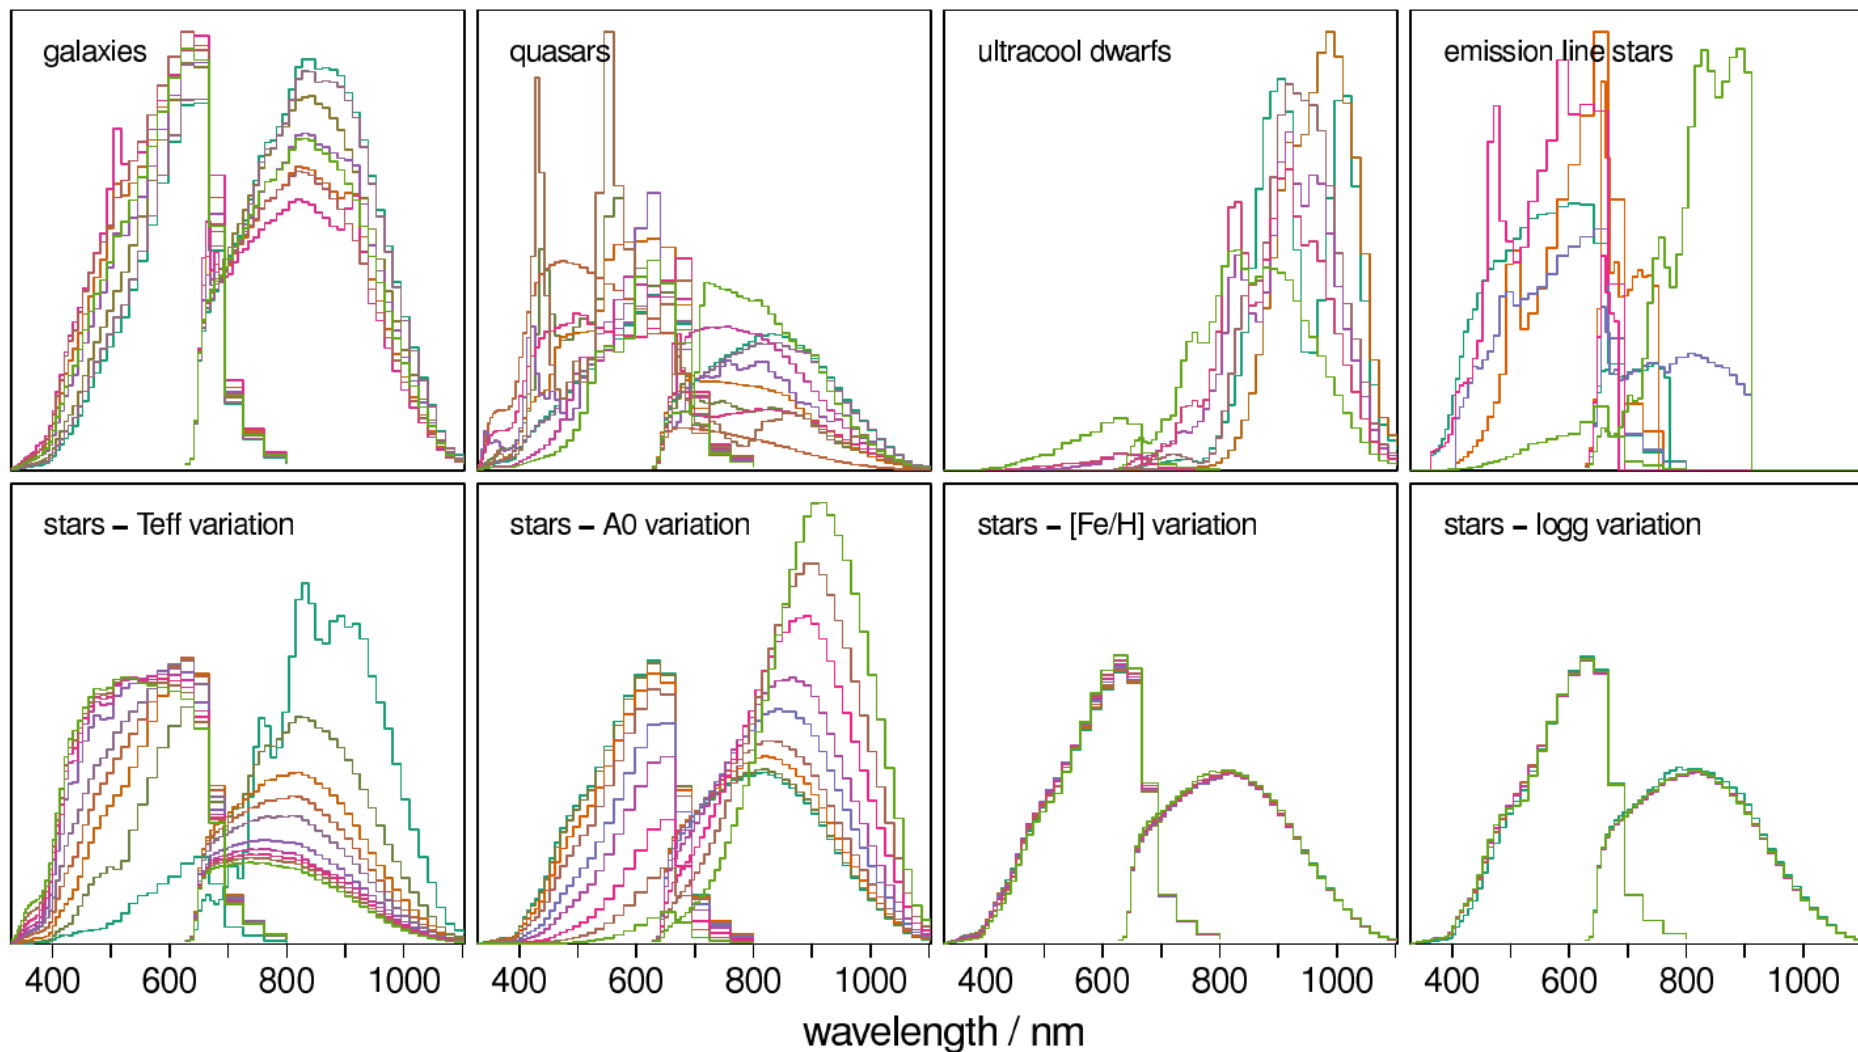 galaxies
quasars
ultracool dwarfs
emission line stars
stars – Teff variation
stars – A0 variation
stars – [Fe/H] variation
stars – logg variation
400 600 800 1000 400 600 800 1000 400 600 800 1000 400 600 800 1000
wavelength / nm